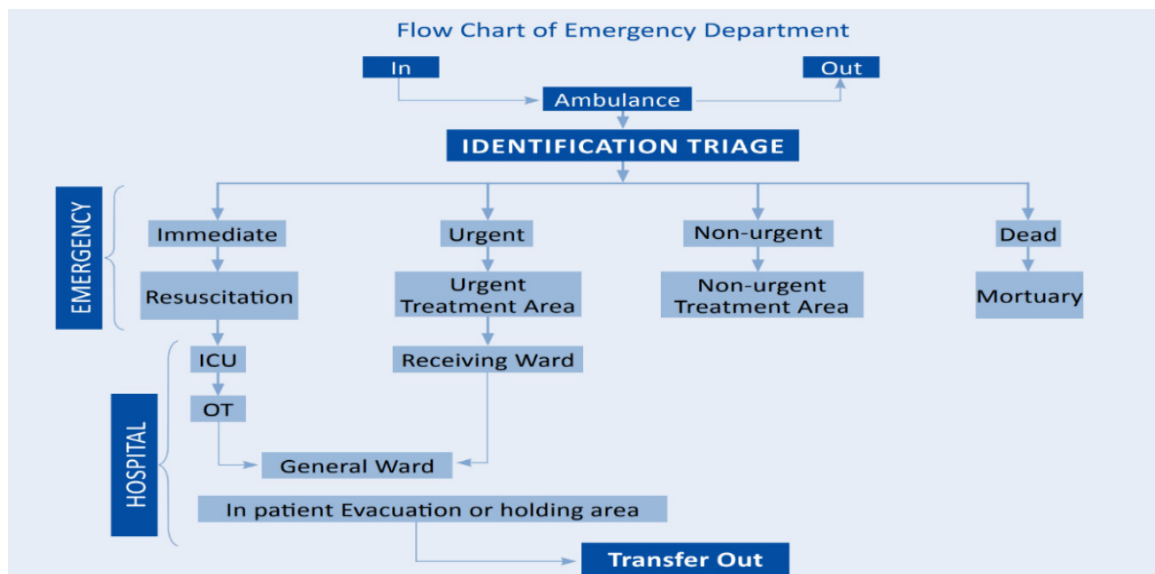 Flow Chart of Emergency Department
In
Out
Ambulance
IDENTIFICATION TRIAGE
EMERGENCY
Immediate
Urgent
Non-urgent
Dead
Resuscitation
Urgent
Treatment Area
Non-urgent
Treatment Area
Mortuary
HOSPITAL
ICU
Receiving Ward
OT
General Ward
In patient Evacuation or holding area
Transfer Out